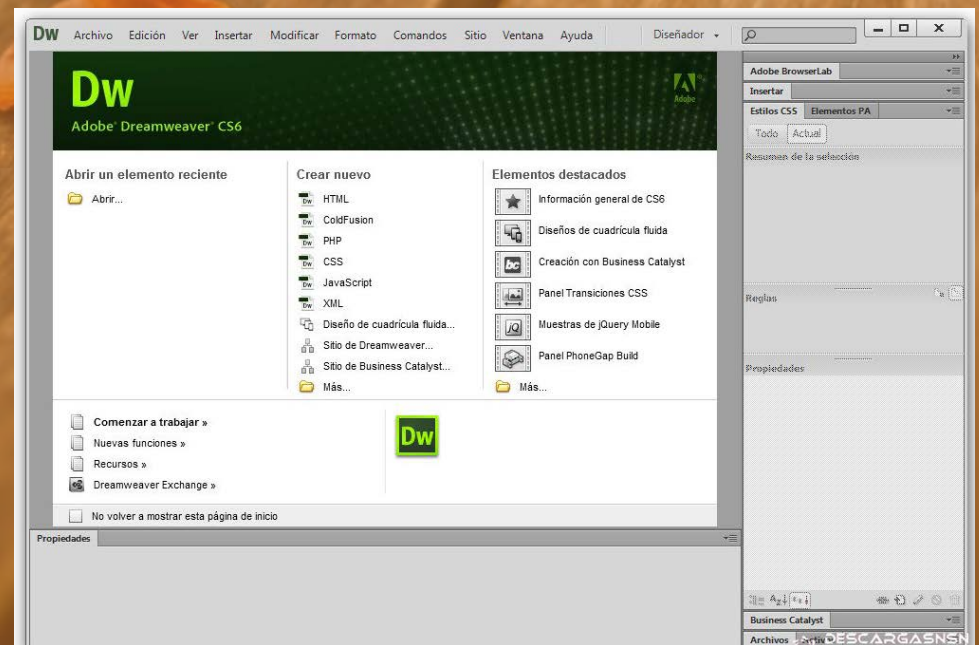 Dw Archivo Edición Ver Insertar Modificar Formato Comandos Sitio Ventana Ayuda Diseñador
Dw
Adobe® Dreamweaver® CS6
Adobe
Abrir un elemento reciente
Abrir...
Crear nuevo
HTML
ColdFusion
PHP
CSS
JavaScript
XML
Diseño de cuadrícula fluida...
Sitio de Dreamweaver...
Sitio de Business Catalyst...
Más...
Elementos destacados
Información general de CS6
Diseños de cuadrícula fluida
bc
Creación con Business Catalyst
Panel Transiciones CSS
jQ
Muestras de jQuery Mobile
Panel PhoneGap Build
Más...
Comenzar a trabajar »
Nuevas funciones »
Recursos »
Dreamweaver Exchange »
Dw
No volver a mostrar esta página de inicio
Propiedades
Adobe BrowserLab
Insertar
Estilos CSS Elementos PA
Todo Actual
Resumen de la selección
Reglas
Propiedades
Business Catalyst
Archivos
DESCARGASNSN